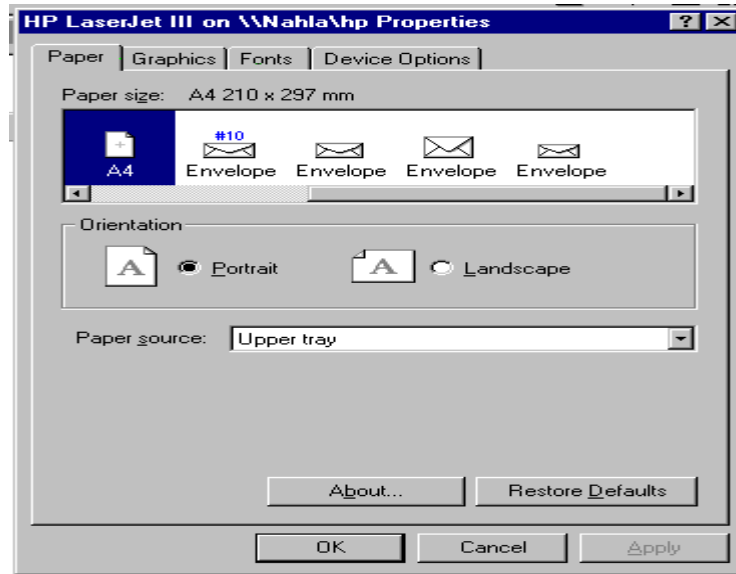 HP LaserJet III on \\Nahla\hp Properties
Paper Graphics Fonts Device Options
Paper size: A4 210 x 297 mm
#10
A4 Envelope Envelope Envelope Envelope
Orientation
A Portrait A Landscape
Paper source: Upper tray
About... Restore Defaults
OK Cancel Apply